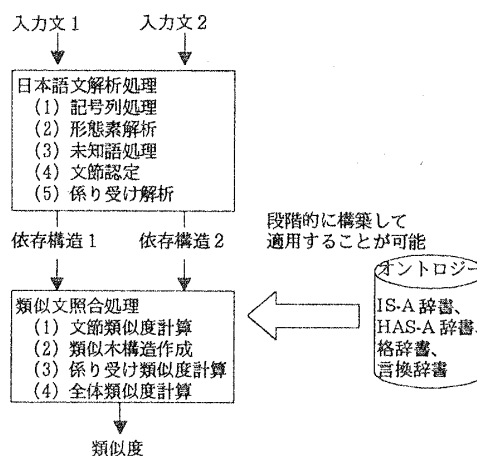 入力文1 入力文2
日本語文解析処理
(1) 記号列処理
(2) 形態素解析
(3) 未知語処理
(4) 文節認定
(5) 係り受け解析
依存構造1 依存構造2
段階的に構築して
適用することが可能
オントロジー
IS-A 辞書、
HAS-A 辞書、
格辞書、
言換辞書
類似文照合処理
(1) 文節類似度計算
(2) 類似木構造作成
(3) 係り受け類似度計算
(4) 全体類似度計算
類似度